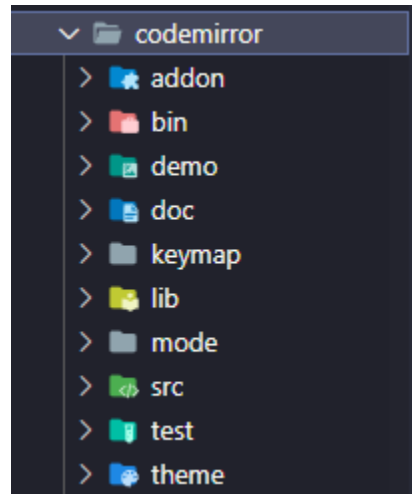 codemirror
addon
bin
demo
doc
keymap
lib
mode
src
test
theme